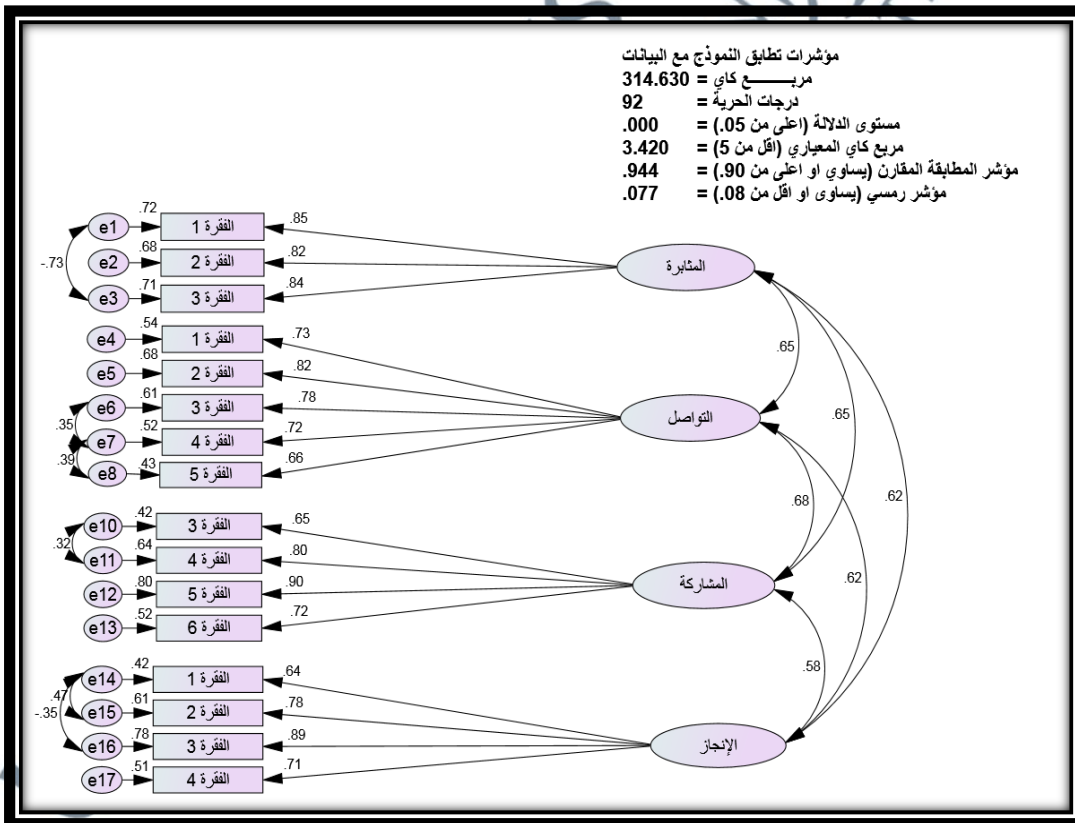 مؤشرات تطابق النموذج مع البيانات
مربـــــــع كاي = 314.630
درجات الحرية = 92
مستوى الدلالة (اعلى من 05.) = 000.
مربع كاي المعياري (اقل من 5) = 3.420
مؤشر المطابقة المقارن (يساوي او اعلى من 90.) = 944.
مؤشر رمسي (يساوى او اقل من 08.) = 077.
e1 .72 الفقرة 1 .85
e2 .68 الفقرة 2 .82
e3 .71 الفقرة 3 .84
-.73
المثابرة
e4 .54 الفقرة 1 .73
e5 .68 الفقرة 2 .82
e6 .61 الفقرة 3 .78
e7 .52 الفقرة 4 .72
e8 .43 الفقرة 5 .66
.35
.39
التواصل
e10 .42 الفقرة 3 .65
e11 .64 الفقرة 4 .80
e12 .80 الفقرة 5 .90
e13 .52 الفقرة 6 .72
.32
المشاركة
e14 .42 الفقرة 1 .64
e15 .61 الفقرة 2 .78
e16 .78 الفقرة 3 .89
e17 .51 الفقرة 4 .71
.47
-.35
الإنجاز
.65
.65
.62
.68
.62
.58